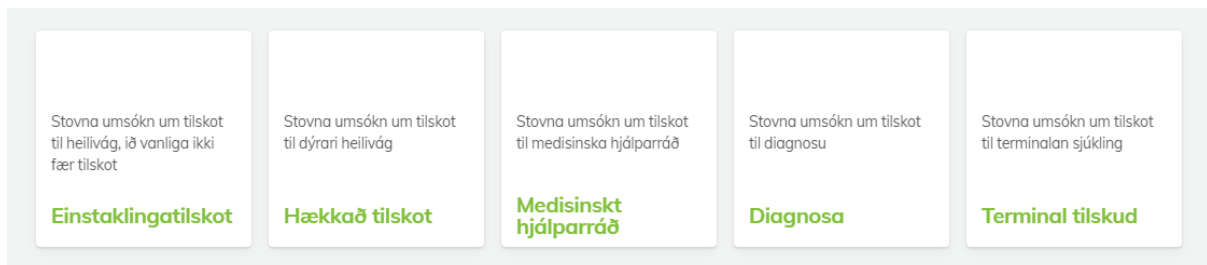 Stovna umsókn um tilskot
til heilivág, ið vanliga ikki
fær tilskot
Einstaklingatilskot
Stovna umsókn um tilskot
til dýrari heilivág
Hækkað tilskot
Stovna umsókn um tilskot
til medisinska hjálparráð
Medisinskt
hjálparráð
Stovna umsókn um tilskot
til diagnosu
Diagnosa
Stovna umsókn um tilskot
til terminalan sjúkling
Terminal tilskud